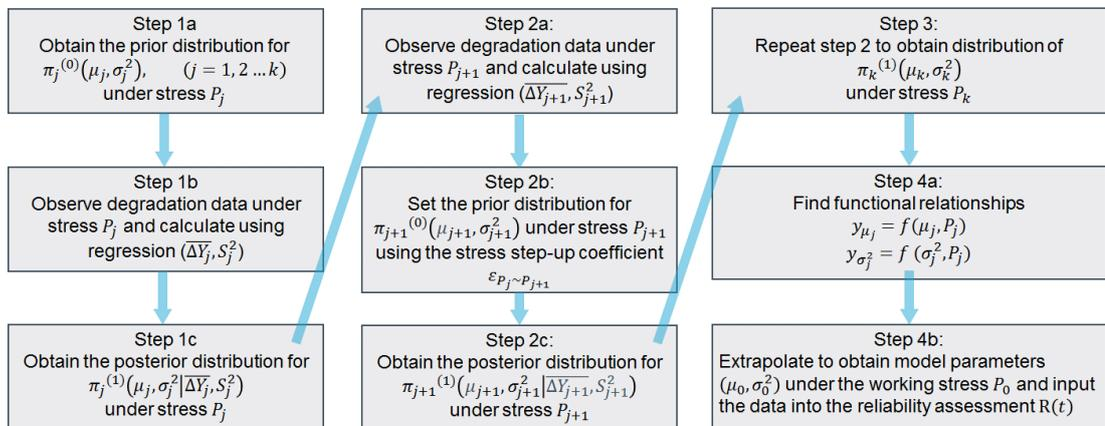 Step 1a
Obtain the prior distribution for
π_j^(0)(μ_j, σ_j^2), (j = 1, 2 … k)
under stress P_j
Step 1b
Observe degradation data under
stress P_j and calculate using
regression (\overline{ΔY_j}, S_j^2)
Step 1c
Obtain the posterior distribution for
π_j^(1)(μ_j, σ_j^2|\overline{ΔY_j}, S_j^2)
under stress P_j
Step 2a:
Observe degradation data under
stress P_{j+1} and calculate using
regression (\overline{ΔY_{j+1}}, S_{j+1}^2)
Step 2b:
Set the prior distribution for
π_{j+1}^(0)(μ_{j+1}, σ_{j+1}^2) under stress P_{j+1}
using the stress step-up coefficient
ε_{P_j~P_{j+1}}
Step 2c:
Obtain the posterior distribution for
π_{j+1}^(1)(μ_{j+1}, σ_{j+1}^2|\overline{ΔY_{j+1}}, S_{j+1}^2)
under stress P_{j+1}
Step 3:
Repeat step 2 to obtain distribution of
π_k^(1)(μ_k, σ_k^2)
under stress P_k
Step 4a:
Find functional relationships
y_{μ_j} = f(μ_j, P_j)
y_{σ_j^2} = f (σ_j^2, P_j)
Step 4b:
Extrapolate to obtain model parameters
(μ_0, σ_0^2) under the working stress P_0 and input
the data into the reliability assessment R(t)